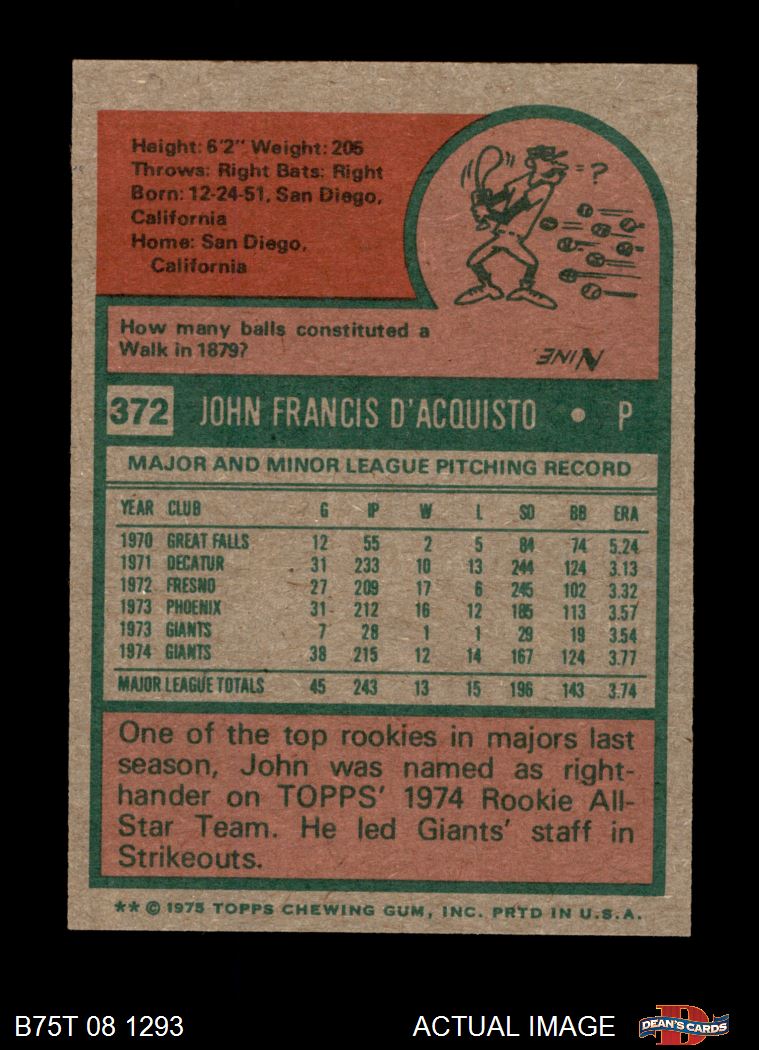 Height: 6'2" Weight: 205
Throws: Right Bats: Right
Born: 12-24-51, San Diego,
California
Home: San Diego,
California
= ?
How many balls constituted a
Walk in 1879?
NINE.
372 JOHN FRANCIS D'ACQUISTO • P
MAJOR AND MINOR LEAGUE PITCHING RECORD
YEAR CLUB G IP W L SO BB ERA
1970 GREAT FALLS 12 55 2 5 84 74 5.24
1971 DECATUR 31 233 10 13 244 124 3.13
1972 FRESNO 27 209 17 6 245 102 3.32
1973 PHOENIX 31 212 16 12 185 113 3.57
1973 GIANTS 7 28 1 1 29 19 3.54
1974 GIANTS 38 215 12 14 167 124 3.77
MAJOR LEAGUE TOTALS 45 243 13 15 196 143 3.74
One of the top rookies in majors last
season, John was named as right-
hander on TOPPS' 1974 Rookie All-
Star Team. He led Giants' staff in
Strikeouts.
** © 1975 TOPPS CHEWING GUM, INC. PRTD IN U.S.A.
B75T 08 1293 ACTUAL IMAGE D DEAN'S CARDS